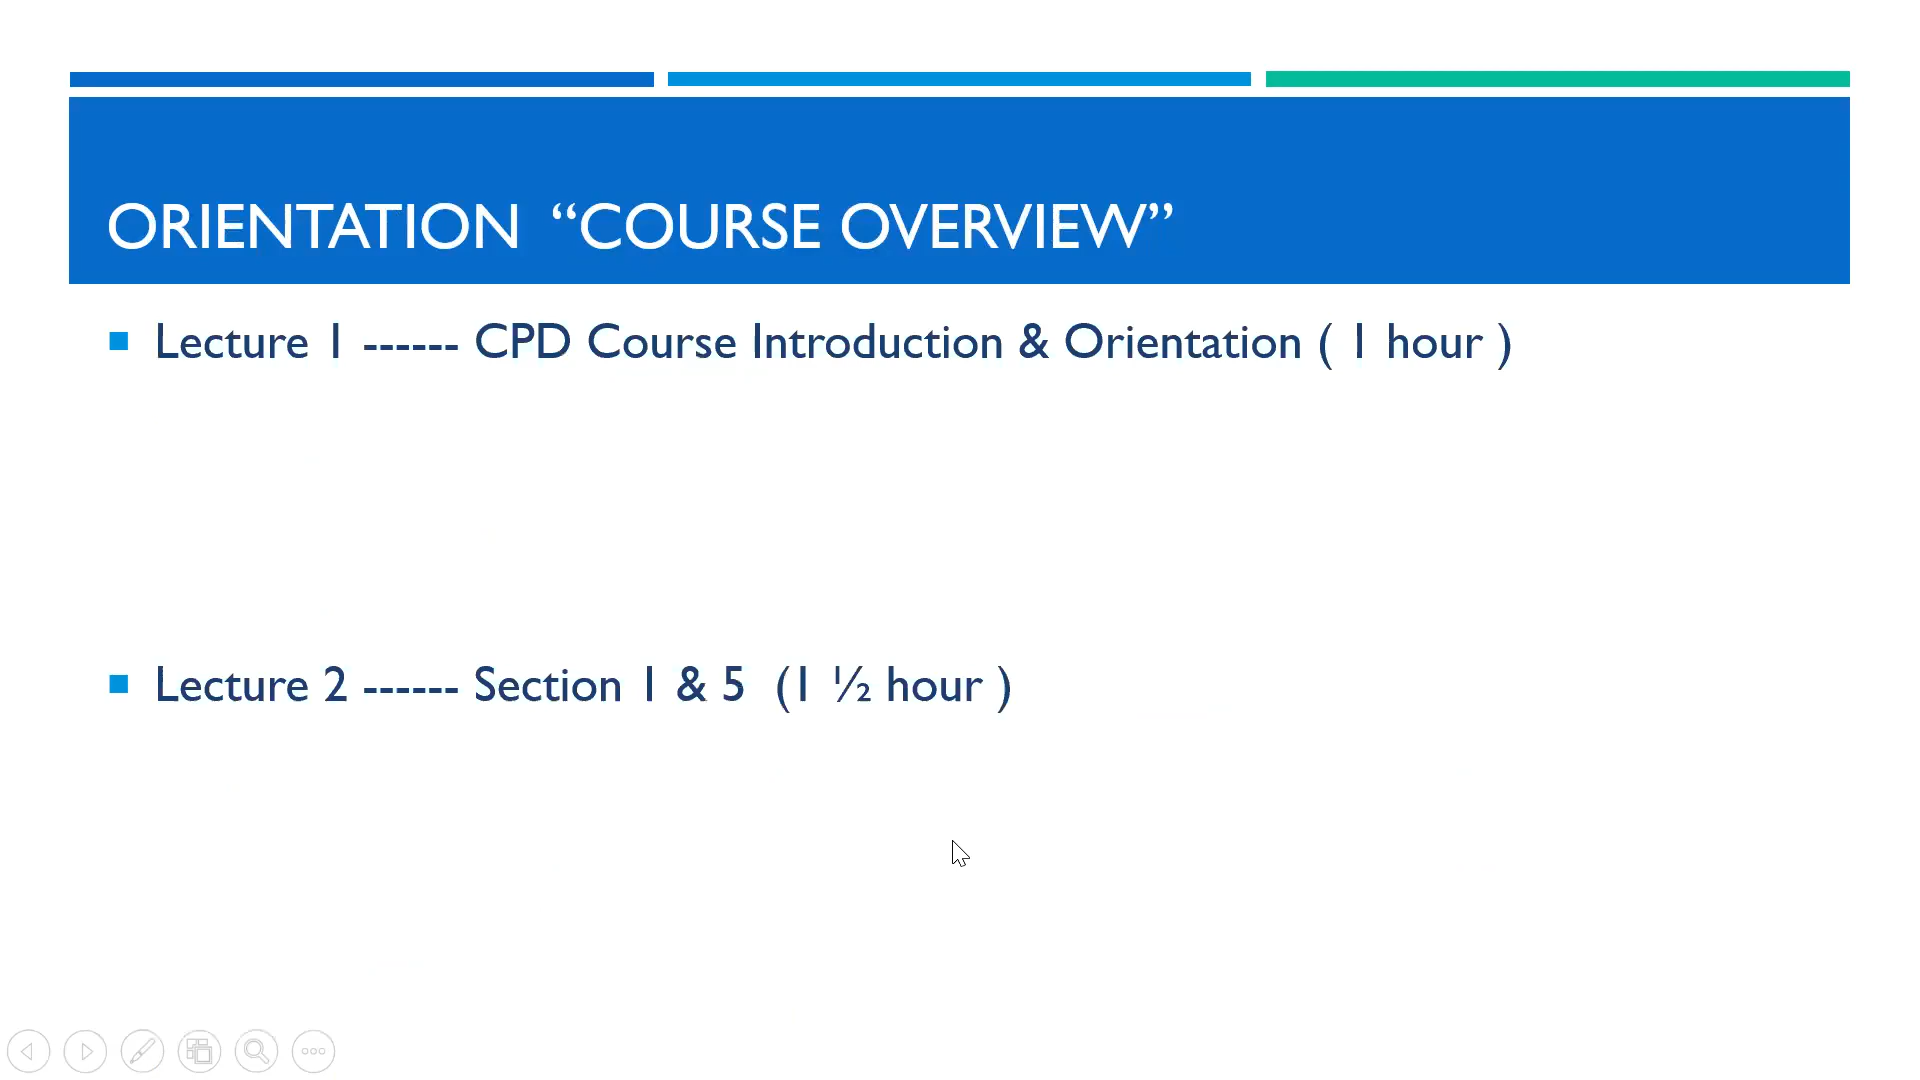 ORIENTATION “COURSE OVERVIEW”
Lecture 1 ------ CPD Course Introduction & Orientation ( 1 hour )
Lecture 2 ------ Section 1 & 5 (1 ½ hour )